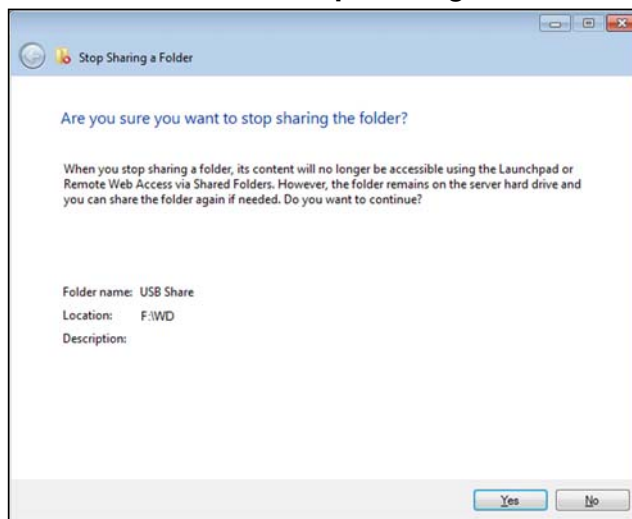 Stop Sharing a Folder
Are you sure you want to stop sharing the folder?
When you stop sharing a folder, its content will no longer be accessible using the Launchpad or
Remote Web Access via Shared Folders. However, the folder remains on the server hard drive and
you can share the folder again if needed. Do you want to continue?
Folder name: USB Share
Location: F:\WD
Description:
Yes No